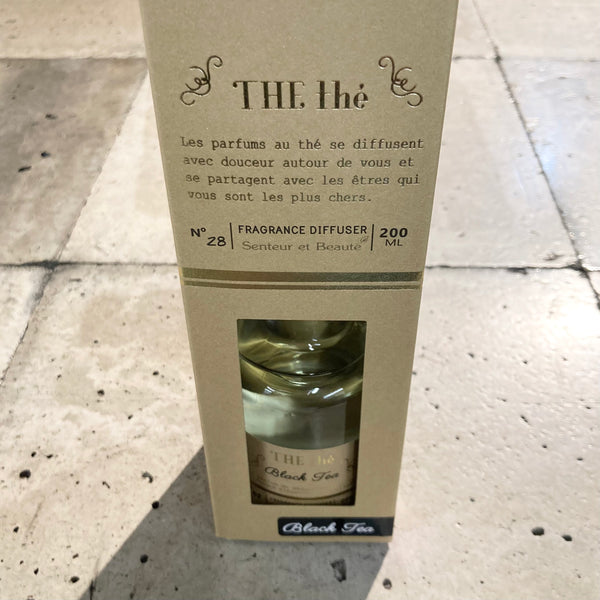 THE thé
Les parfums au thé se diffusent
avec douceur autour de vous et
se partagent avec les êtres qui
vous sont les plus chers.
N° 28
FRAGRANCE DIFFUSER
Senteur et Beauté
200 ML
THE thé
Black Tea
Black Tea